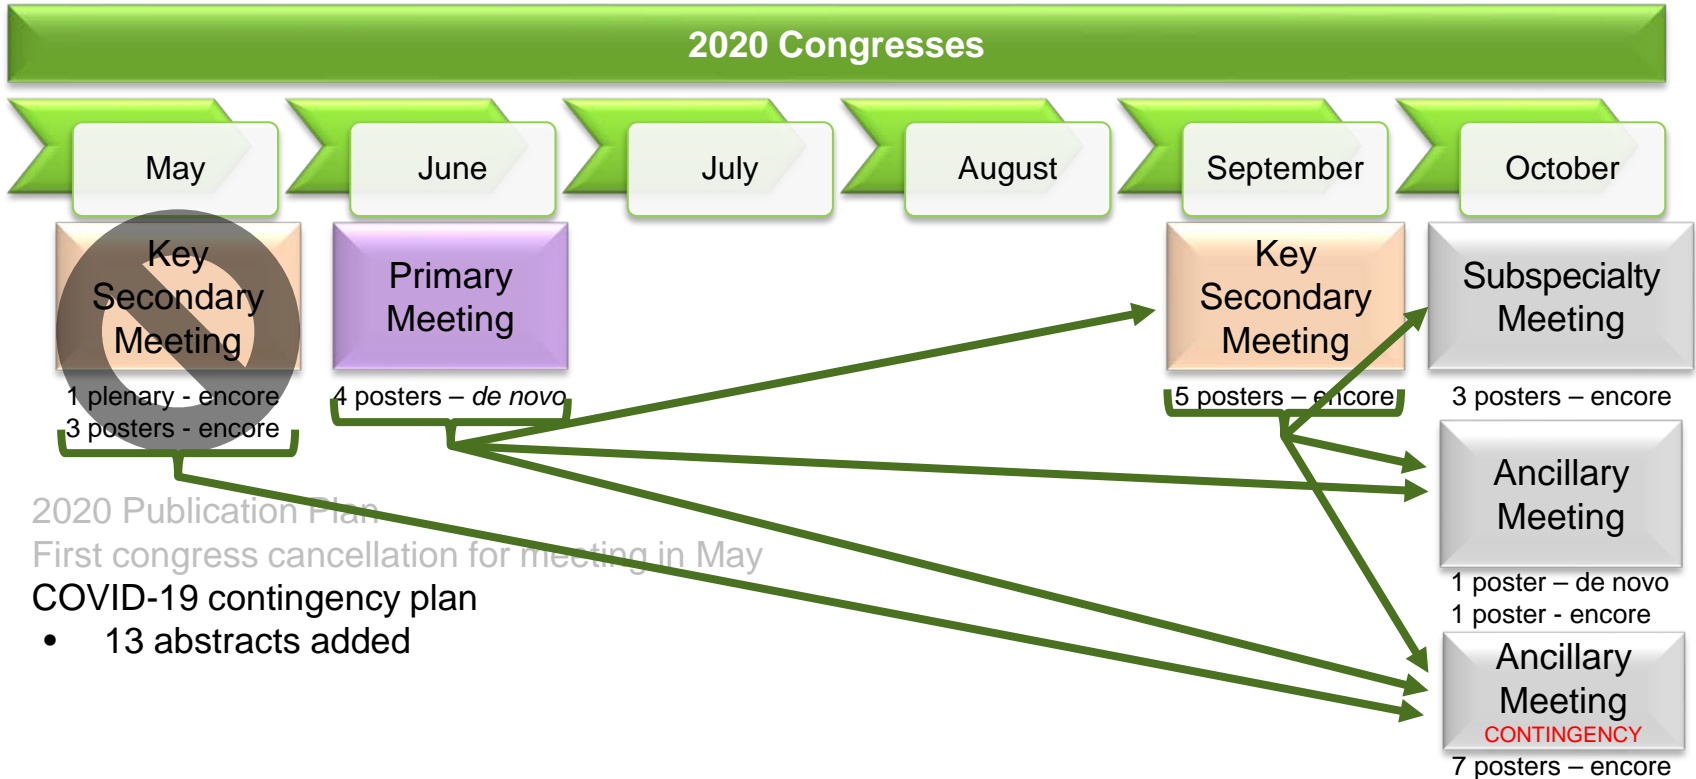 2020 Congresses
May
June
July
August
September
October
Key
Secondary
Meeting
1 plenary - encore
3 posters - encore
Primary
Meeting
4 posters – de novo
Key
Secondary
Meeting
5 posters – encore
Subspecialty
Meeting
3 posters – encore
Ancillary
Meeting
1 poster – de novo
1 poster - encore
Ancillary
Meeting
CONTINGENCY
7 posters – encore
2020 Publication Plan
First congress cancellation for meeting in May
COVID-19 contingency plan
• 13 abstracts added